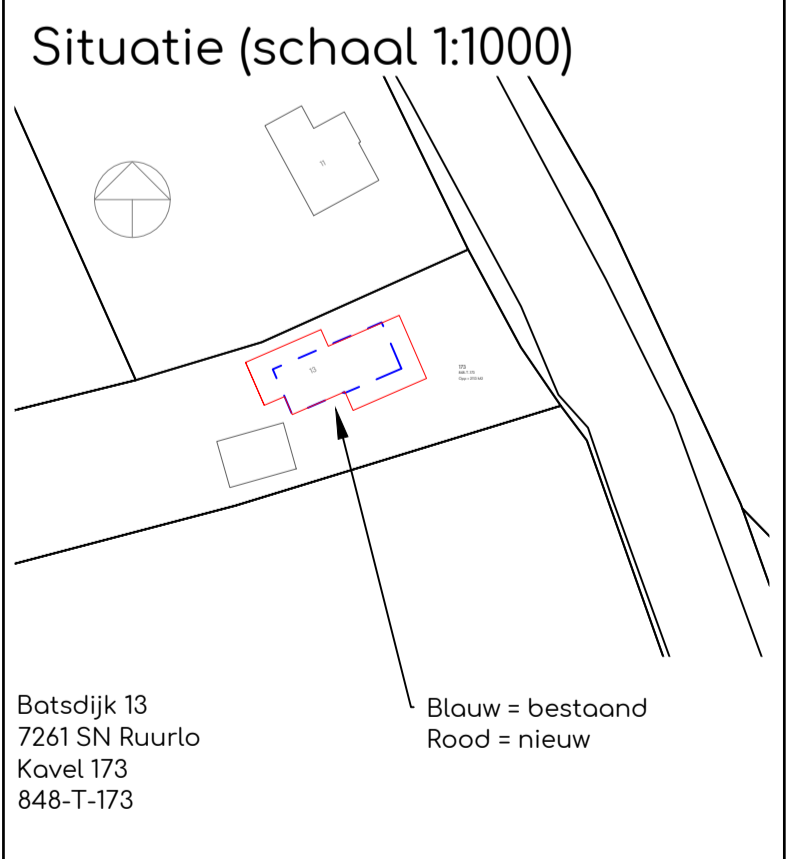 Situatie (schaal 1:1000)
11
13
173
Batsdijk 13
7261 SN Ruurlo
Kavel 173
848-T-173
Blauw = bestaand
Rood = nieuw